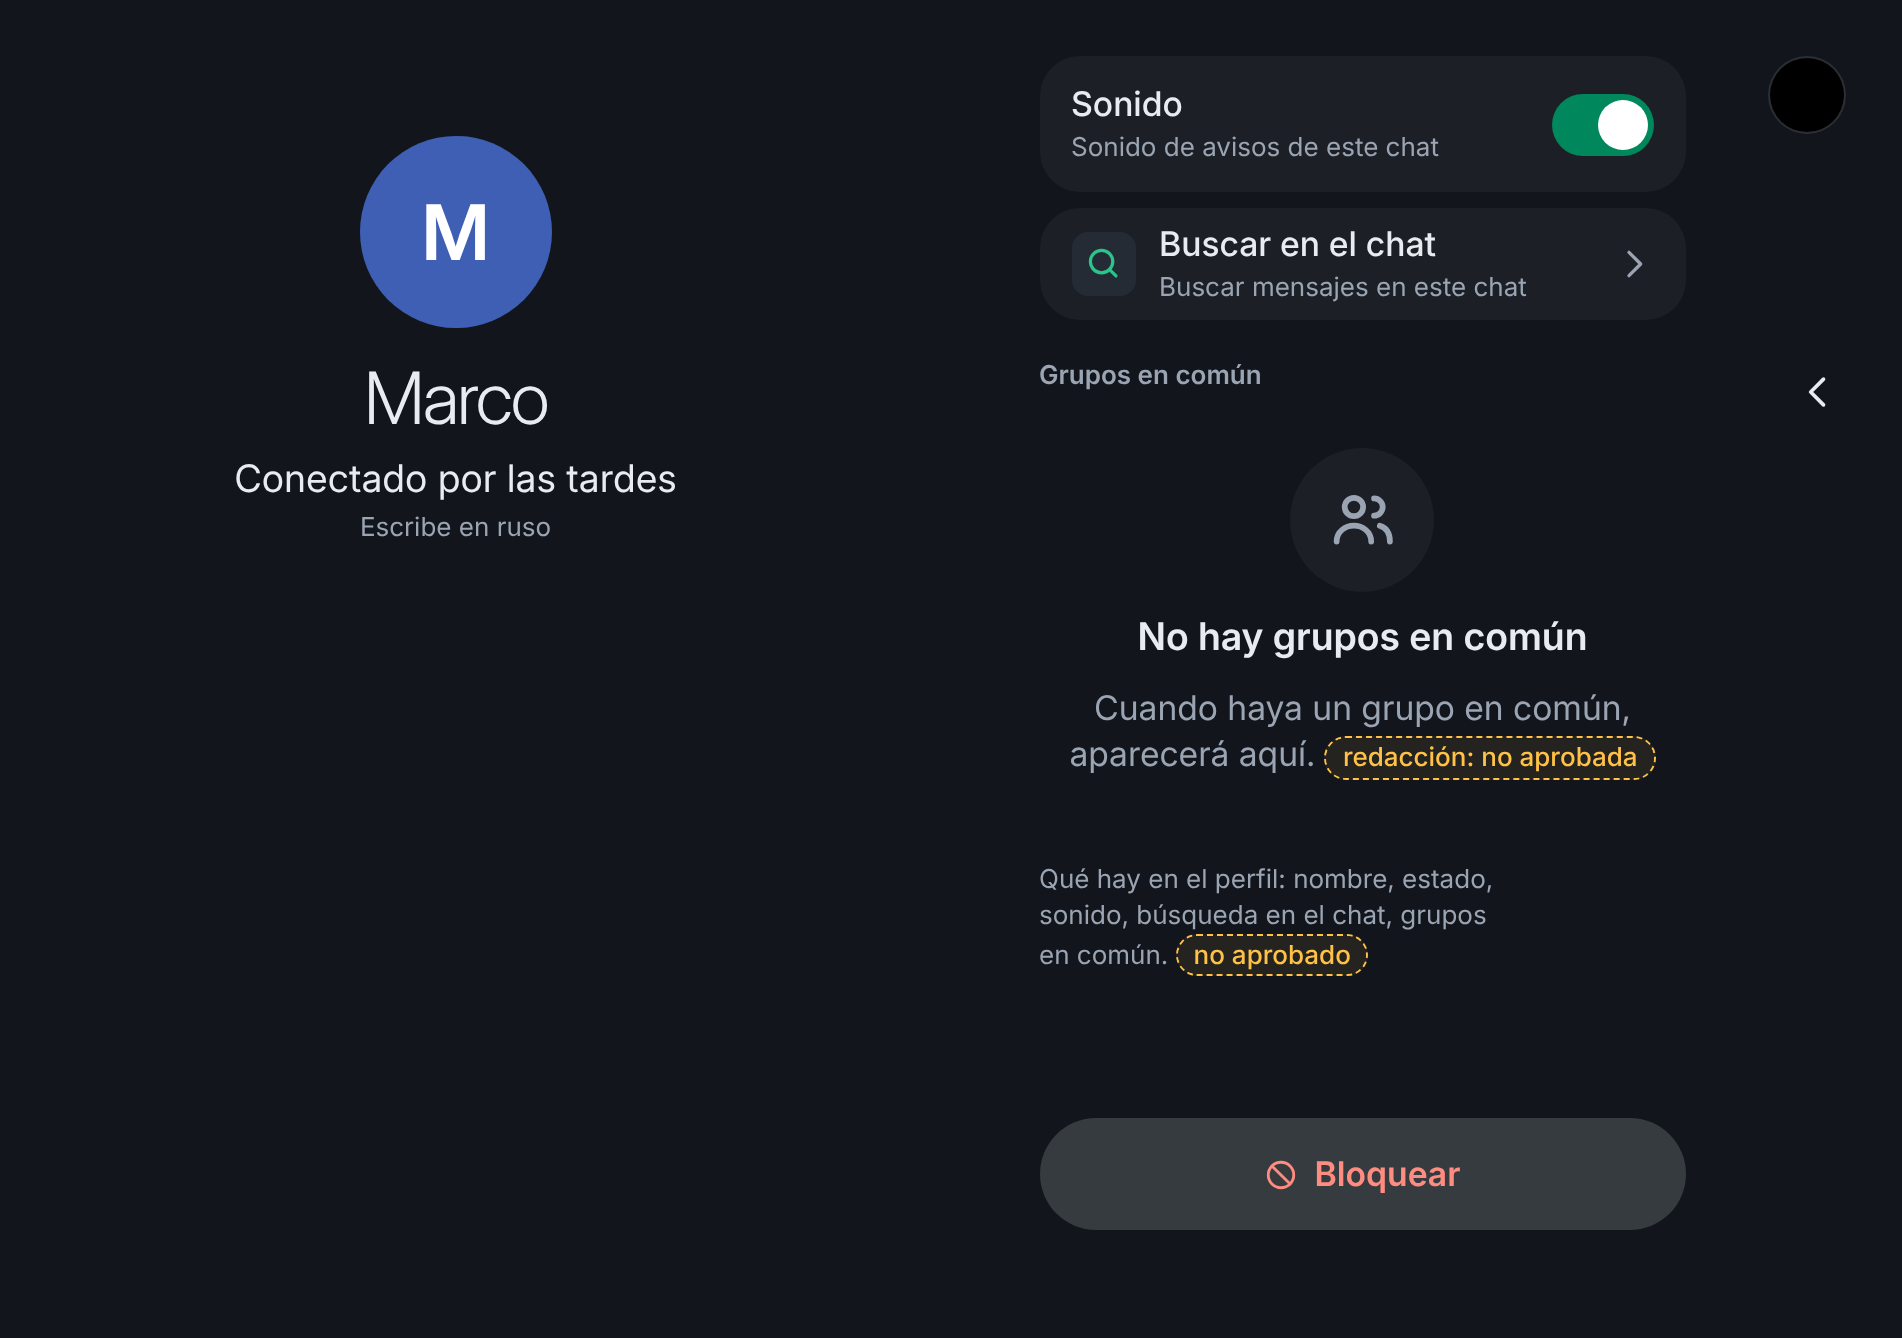 M
Marco
Conectado por las tardes
Escribe en ruso
Sonido
Sonido de avisos de este chat
Buscar en el chat
Buscar mensajes en este chat
Grupos en común
No hay grupos en común
Cuando haya un grupo en común,
aparecerá aquí. redacción: no aprobada
Qué hay en el perfil: nombre, estado,
sonido, búsqueda en el chat, grupos
en común. no aprobado
Bloquear